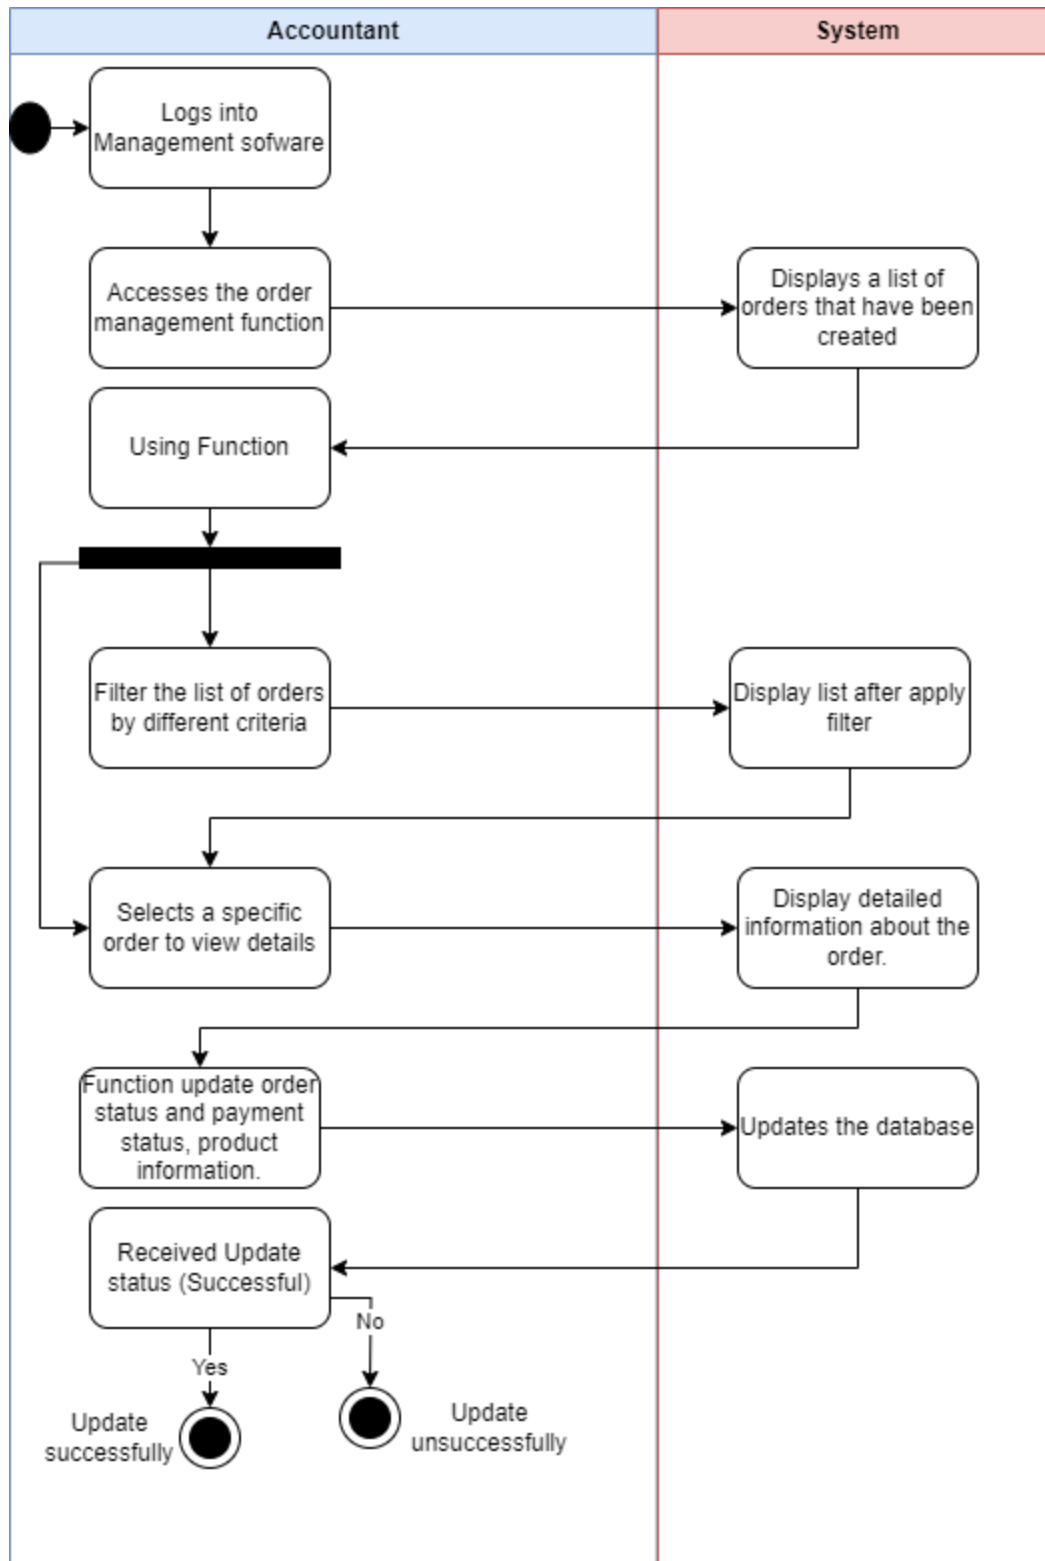 Accountant
System
Logs into
Management sofware
Accesses the order
management function
Displays a list of
orders that have been
created
Using Function
Filter the list of orders
by different criteria
Display list after apply
filter
Selects a specific
order to view details
Display detailed
information about the
order.
Function update order
status and payment
status, product
information.
Updates the database
Received Update
status (Successful)
No
Yes
Update
successfully
Update
unsuccessfully